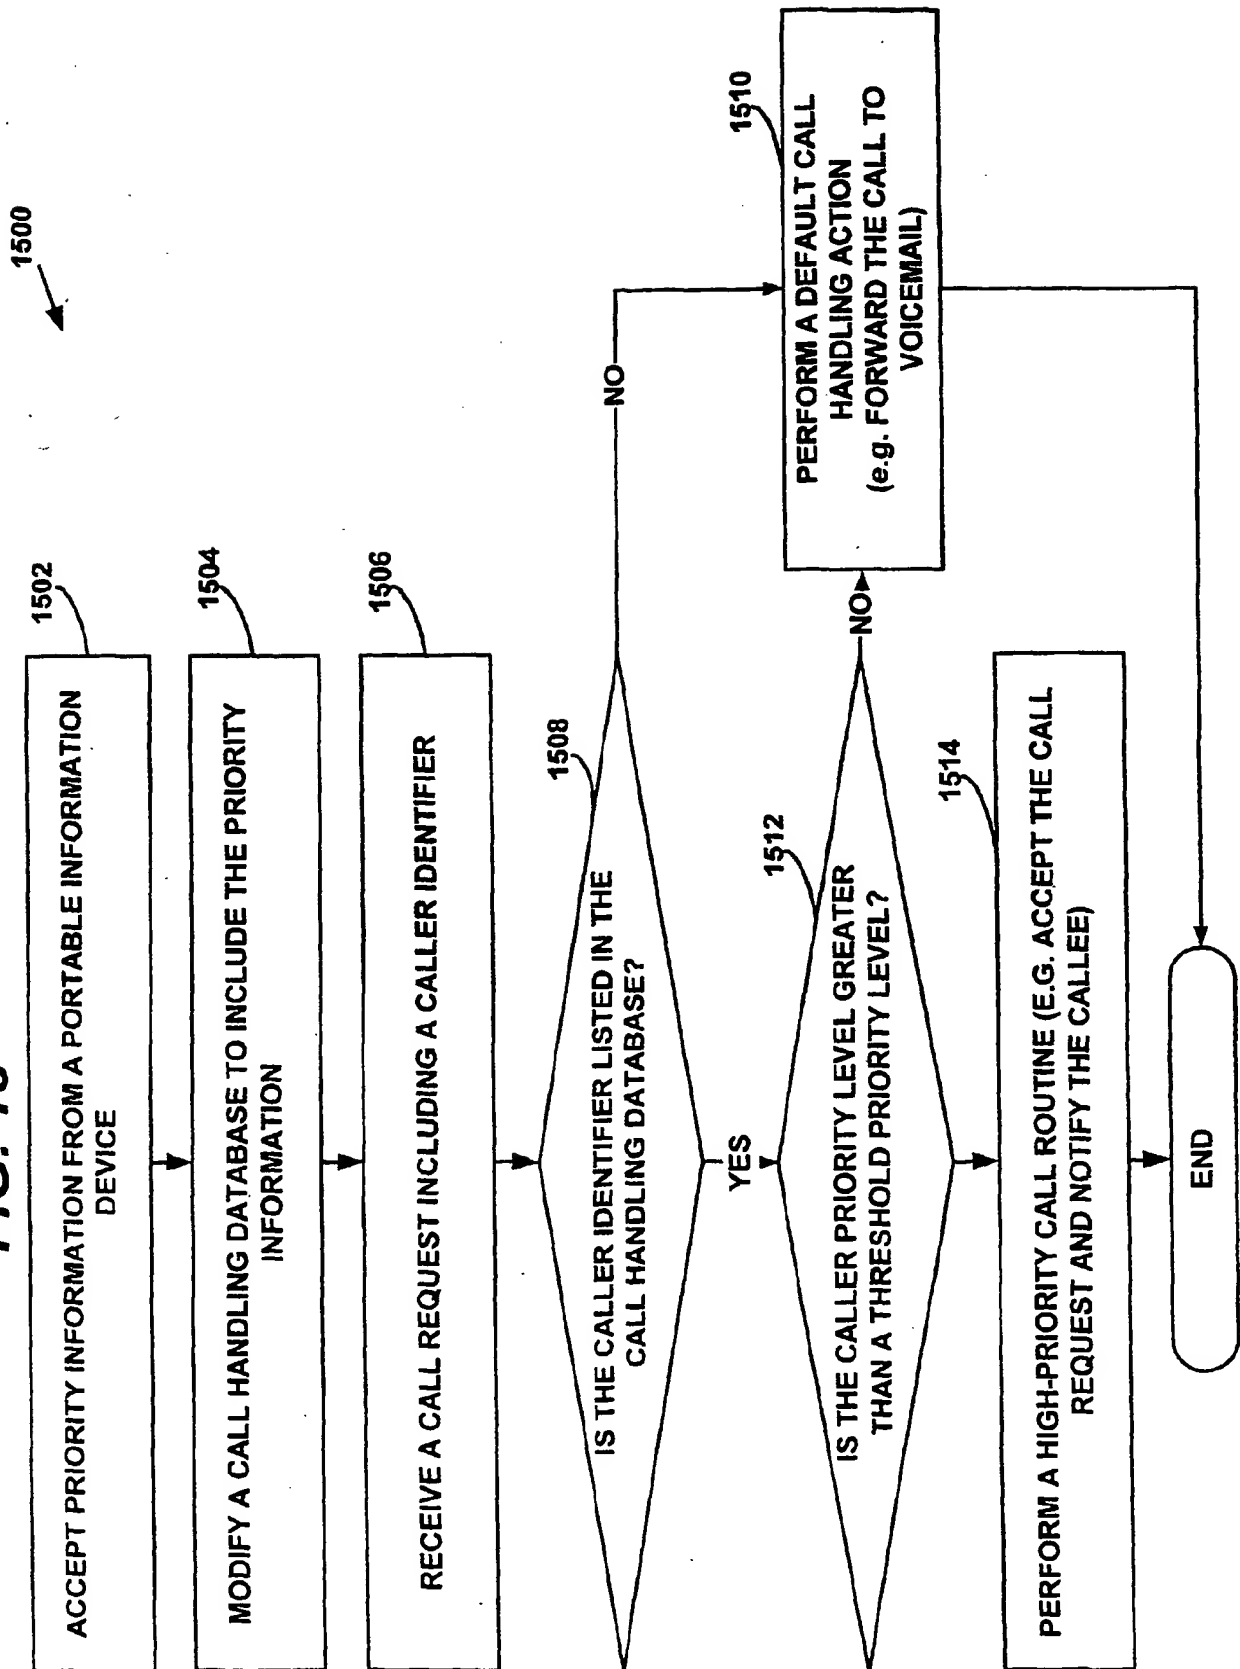 1500
1502
ACCEPT PRIORITY INFORMATION FROM A PORTABLE INFORMATION
DEVICE
1504
MODIFY A CALL HANDLING DATABASE TO INCLUDE THE PRIORITY
INFORMATION
1506
RECEIVE A CALL REQUEST INCLUDING A CALLER IDENTIFIER
1508
IS THE CALLER IDENTIFIER LISTED IN THE
CALL HANDLING DATABASE?
NO
YES
1510
PERFORM A DEFAULT CALL
HANDLING ACTION
(e.g. FORWARD THE CALL TO
VOICEMAIL)
1512
IS THE CALLER PRIORITY LEVEL GREATER
THAN A THRESHOLD PRIORITY LEVEL?
NO
1514
PERFORM A HIGH-PRIORITY CALL ROUTINE (E.G. ACCEPT THE CALL
REQUEST AND NOTIFY THE CALLEE)
END